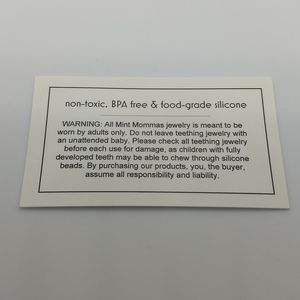 non-toxic, BPA free & food-grade silicone
WARNING: All Mint Mommas jewelry is meant to
be worn by adults only. Do not leave teething jewelry with
an unattended baby. Please check all teething jewelry
before each use for damage, as children with fully
developed teeth may be able to chew through silicone
beads. By purchasing our products, you, the buyer,
assume all responsibility and liability.